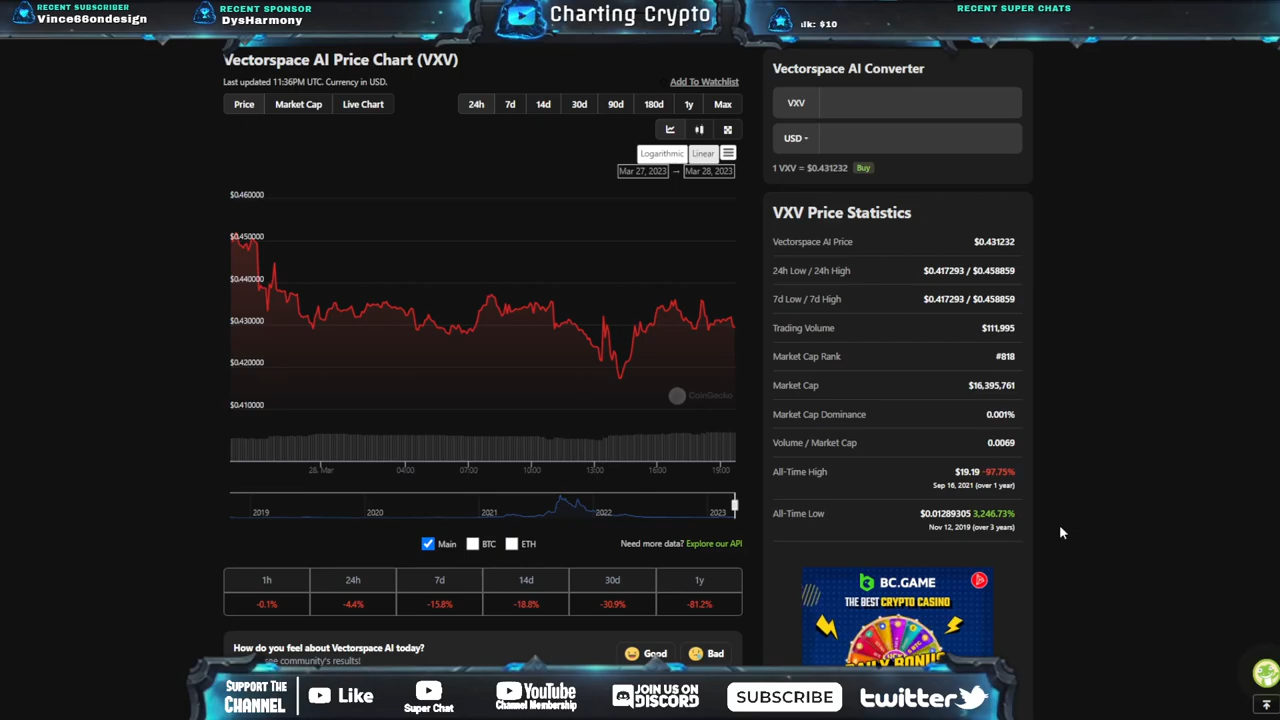 RECENT SUBSCRIBER
Vince66ondesign
RECENT SPONSOR
DysHarmony
Charting Crypto
alk: $10
RECENT SUPER CHATS
Vectorspace AI Price Chart (VXV)
Last updated 11:36PM UTC. Currency in USD.
Add To Watchlist
Price Market Cap Live Chart
24h 7d 14d 30d 90d 180d 1y Max
Logarithmic Linear
Mar 27, 2023 → Mar 28, 2023
$0.460000
$0.450000
$0.440000
$0.430000
$0.420000
$0.410000
CoinGecko
28. Mar 04:00 07:00 10:00 13:00 16:00 19:00
2019 2020 2021 2022 2023
Main BTC ETH
Need more data? Explore our API
1h 24h 7d 14d 30d 1y
-0.1% -4.4% -15.8% -18.8% -30.9% -81.2%
How do you feel about Vectorspace AI today?
see community's results!
Good Bad
Vectorspace AI Converter
VXV
USD
1 VXV = $0.431232 Buy
VXV Price Statistics
Vectorspace AI Price $0.431232
24h Low / 24h High $0.417293 / $0.458859
7d Low / 7d High $0.417293 / $0.458859
Trading Volume $111,995
Market Cap Rank #818
Market Cap $16,395,761
Market Cap Dominance 0.001%
Volume / Market Cap 0.0069
All-Time High $19.19 -97.75%
Sep 16, 2021 (over 1 year)
All-Time Low $0.01289305 3,246.73%
Nov 12, 2019 (over 3 years)
BC.GAME
THE BEST CRYPTO CASINO
DAILY BONUS
SUPPORT THE
CHANNEL
Like
Super Chat
YouTube
Channel Membership
JOIN US ON
DISCORD
SUBSCRIBE
twitter